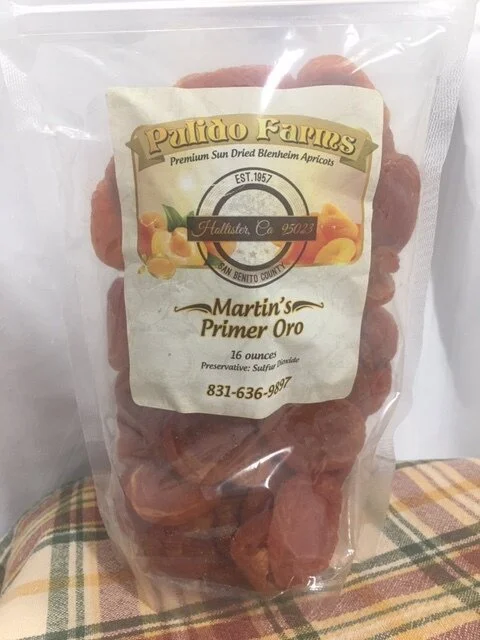 Pulido Farms
Premium Sun Dried Blenheim Apricots
EST.1957
Hollister, Ca 95023
SAN BENITO COUNTY
Martin's
Primer Oro
16 ounces
Preservative: Sulfur Dioxide
831-636-9897